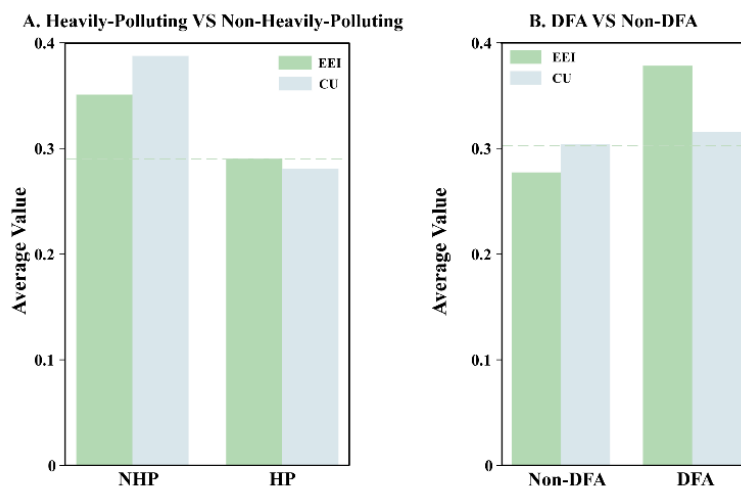 A. Heavily-Polluting VS Non-Heavily-Polluting
Average Value
0.4
0.3
0.2
0.1
0
EEI
CU
NHP
HP
B. DFA VS Non-DFA
Average Value
0.4
0.3
0.2
0.1
0
EEI
CU
Non-DFA
DFA